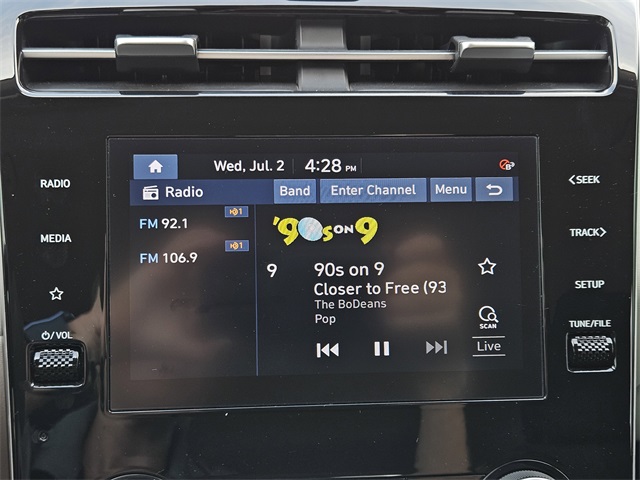 Wed, Jul. 2 4:28 PM
RADIO
MEDIA
VOL
SEEK
TRACK
SETUP
TUNE/FILE
Radio Band Enter Channel Menu
FM 92.1
FM 106.9
'90s ON 9
9 90s on 9
Closer to Free (93
The BoDeans
Pop
SCAN
Live